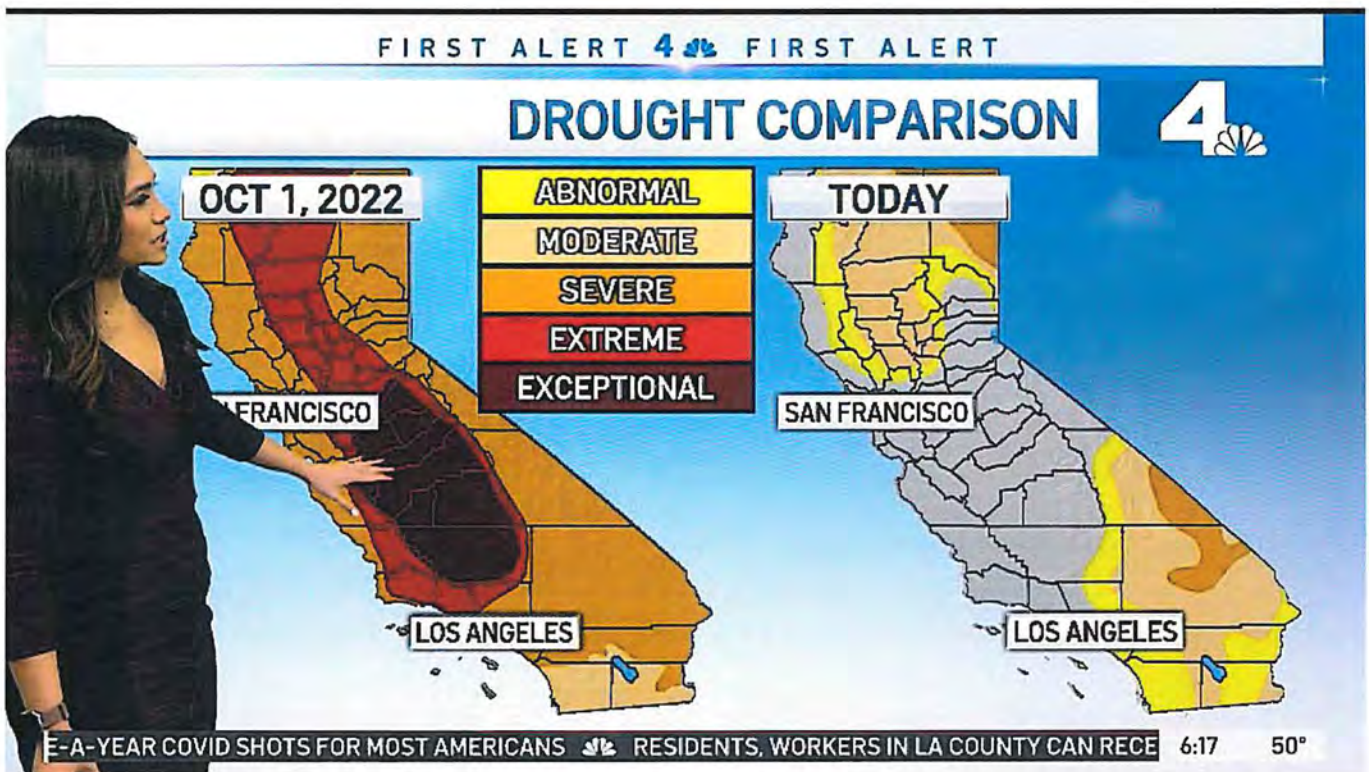 FIRST ALERT 4 FIRST ALERT
DROUGHT COMPARISON
4
OCT 1, 2022
ABNORMAL
MODERATE
SEVERE
EXTREME
EXCEPTIONAL
TODAY
FRANCISCO
SAN FRANCISCO
LOS ANGELES
LOS ANGELES
E-A-YEAR COVID SHOTS FOR MOST AMERICANS RESIDENTS, WORKERS IN LA COUNTY CAN RECE 6:17 50°